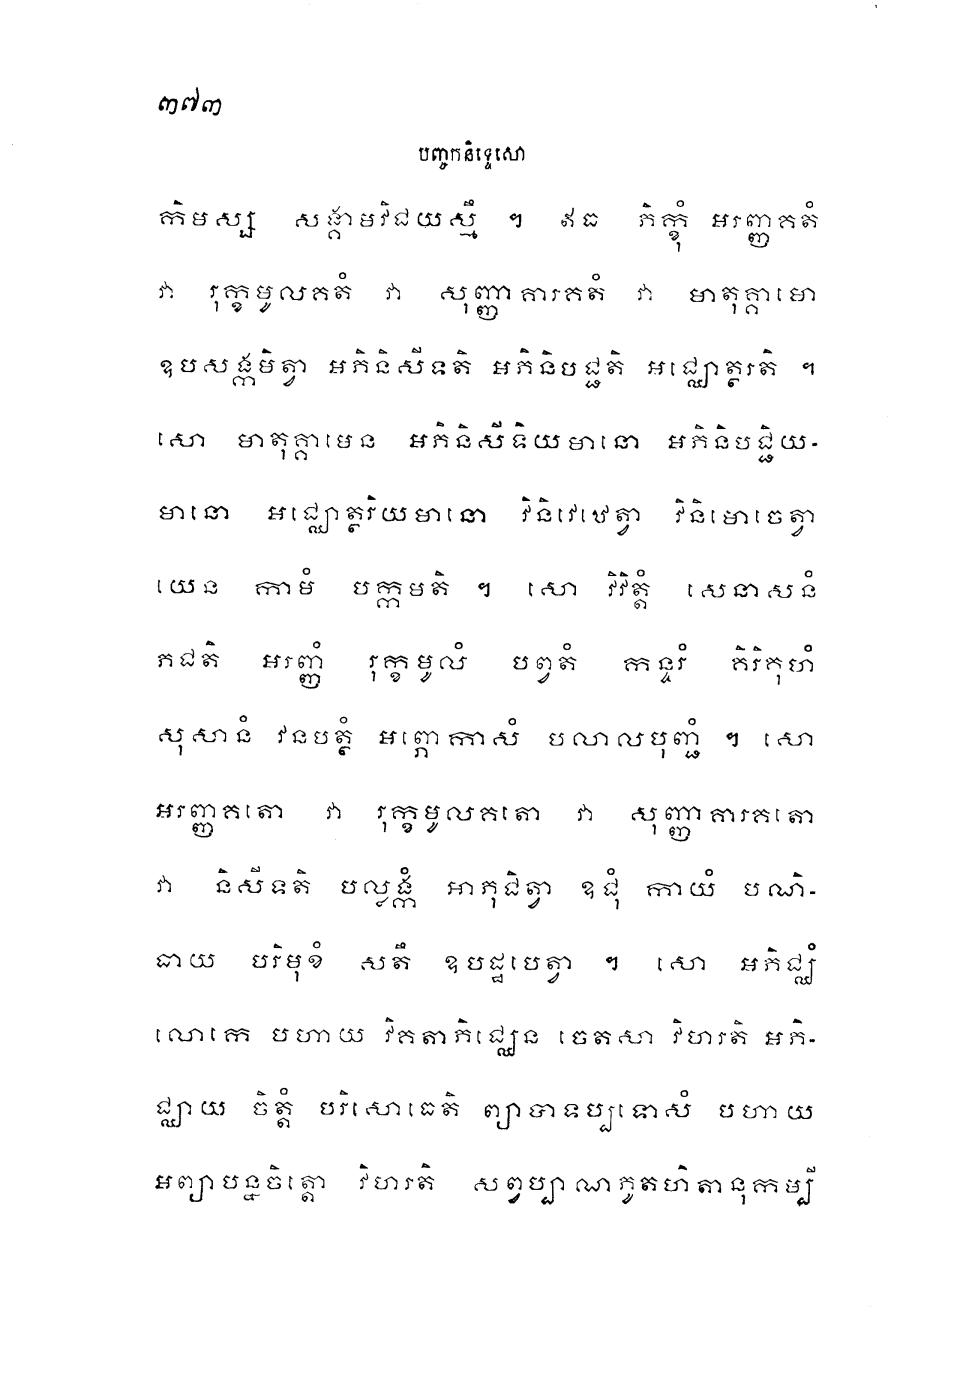 ៣៧៣
បញ្ចកនិទ្ទេសោ
កិមស្ស សង្គាមវិជយស្មឹ ។ ឥធ ភិក្ខុំ អរញ្ញគតំ
វា រុក្ខមូលគតំ វា សុញ្ញាគារគតំ វា មាតុគ្គាមោ
ឧបសង្កមិត្វា អភិនិសីទតិ អភិនិបជ្ជតិ អជ្ឈោត្ថរតិ ។
សោ មាតុគ្គាមេន អភិនិសីទិយមានោ អភិនិបជ្ជិយ-
មានោ អជ្ឈោត្ថរិយមានោ វិនិវេឋេត្វា វិនិមោចេត្វា
យេន កាមំ បក្កមតិ ។ សោ វិវិត្តំ សេនាសនំ
ភជតិ អរញ្ញំ រុក្ខមូលំ បព្វតំ កន្ទរំ គិរិគុហំ
សុសានំ វនបត្ថំ អព្ភោកាសំ បលាលបុញ្ជំ ។ សោ
អរញ្ញគតោ វា រុក្ខមូលគតោ វា សុញ្ញាគារគតោ
វា និសីទតិ បល្លង្កំ អាភុជិត្វា ឧជុំ កាយំ បណិ-
ធាយ បរិមុខំ សតឹ ឧបដ្ឋបេត្វា ។ សោ អភិជ្ឈំ
លោកេ បហាយ វិគតាភិជ្ឈេន ចេតសា វិហរតិ អភិ-
ជ្ឈាយ ចិត្តំ បរិសោធេតិ ព្យាបាទប្បទោសំ បហាយ
អព្យាបន្នចិត្តោ វិហរតិ សព្វប្បាណភូតហិតានុកម្បី